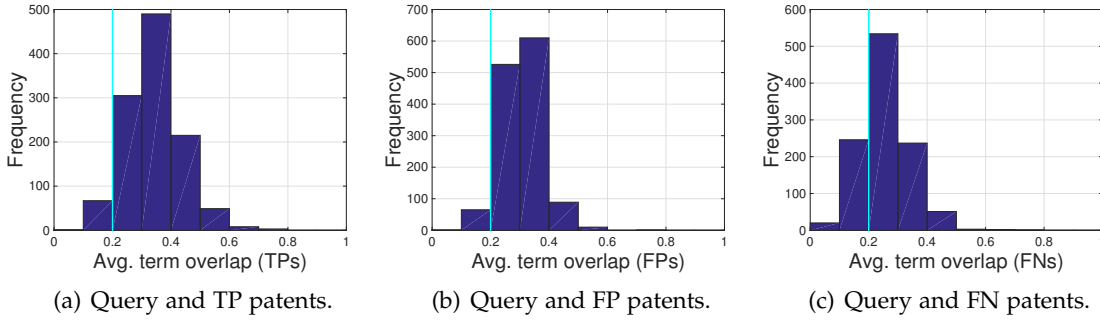 500
400
300
200
100
0
Frequency
0 0.2 0.4 0.6 0.8 1
Avg. term overlap (TPs)
(a) Query and TP patents.
700
600
500
400
300
200
100
0
Frequency
0 0.2 0.4 0.6 0.8 1
Avg. term overlap (FPs)
(b) Query and FP patents.
600
500
400
300
200
100
0
Frequency
0 0.2 0.4 0.6 0.8
Avg. term overlap (FNs)
(c) Query and FN patents.